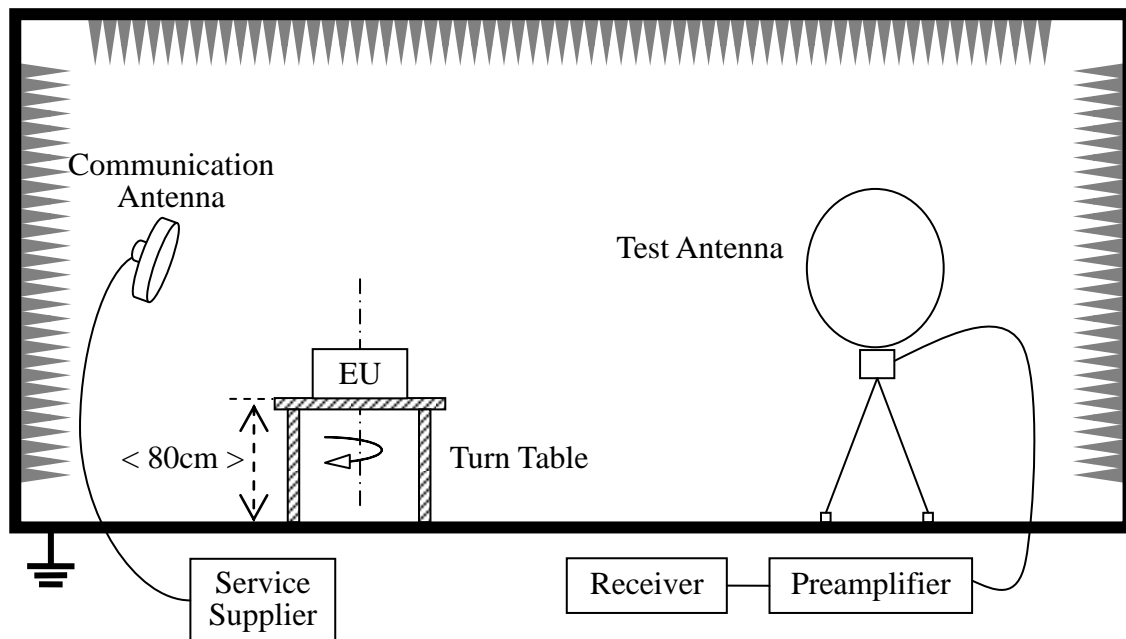 Communication
Antenna
Test Antenna
EU
< 80cm >
Turn Table
Service
Supplier
Receiver
Preamplifier